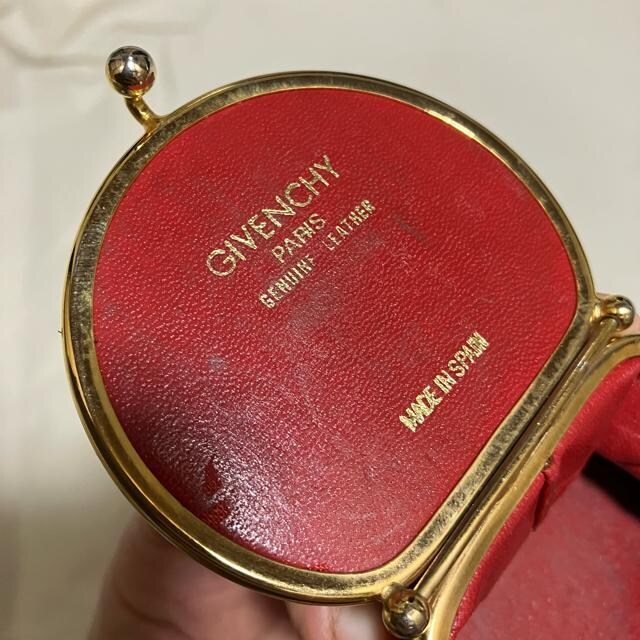 GIVENCHY
PARIS
GENUINE LEATHER
MADE IN SPAIN